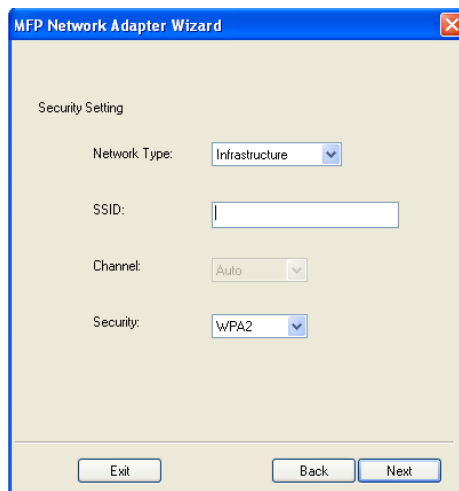 MFP Network Adapter Wizard
Security Setting
Network Type: Infrastructure
SSID:
Channel: Auto
Security: WPA2
Exit Back Next